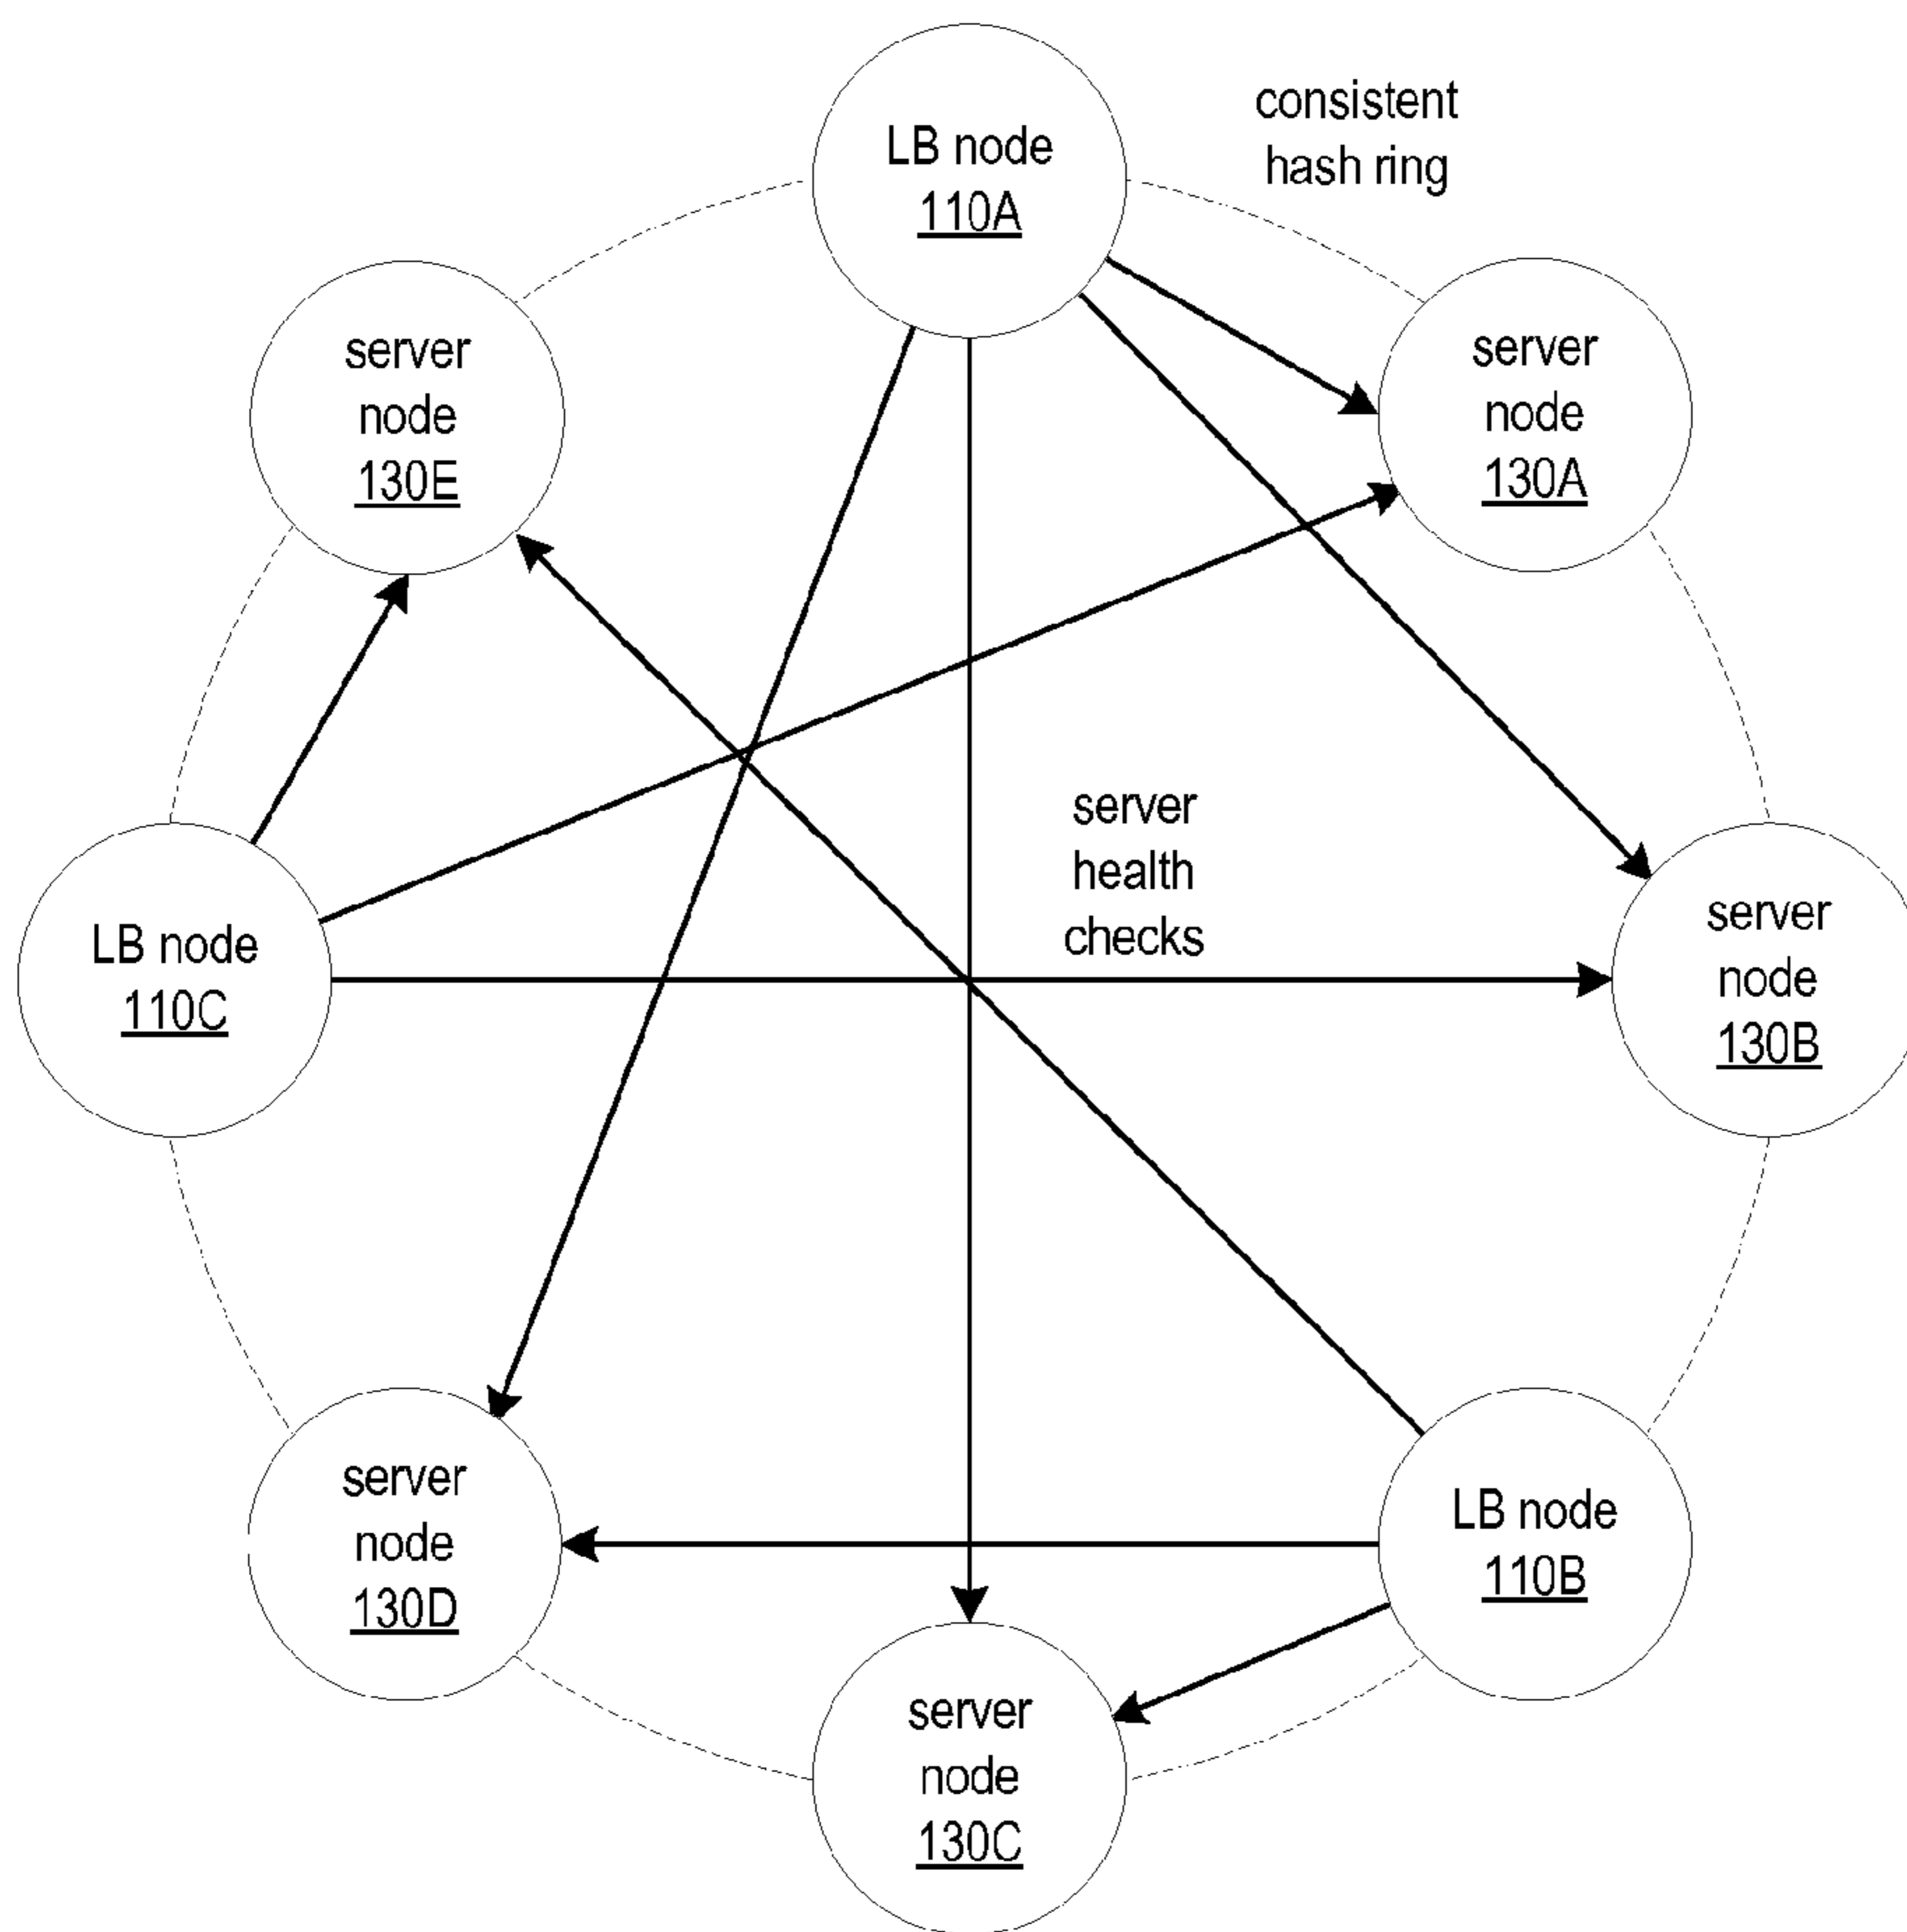 LB node
110A
consistent
hash ring
server
node
130E
server
node
130A
server
health
checks
LB node
110C
server
node
130B
server
node
130D
LB node
110B
server
node
130C